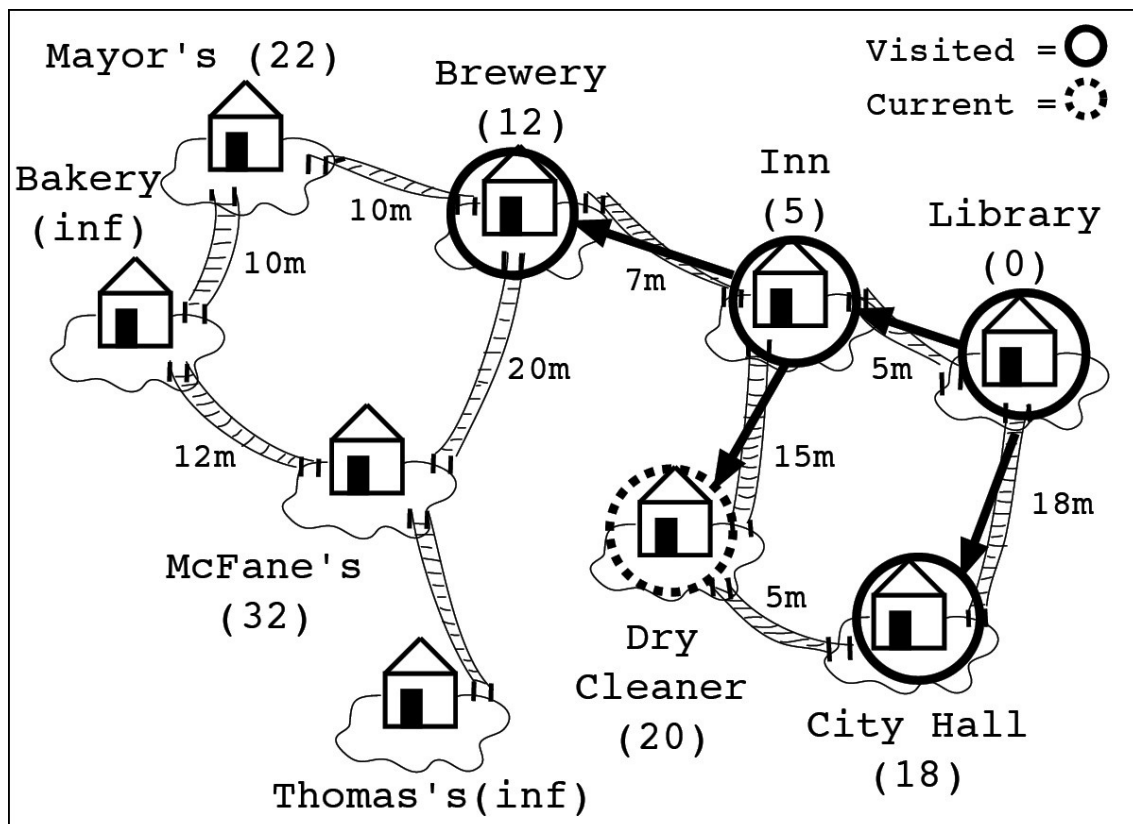 Mayor's (22)
Brewery
(12)
Visited =
Current =
Bakery
(inf)
Inn
(5)
Library
(0)
10m
10m
7m
5m
20m
12m
15m
18m
McFane's
(32)
5m
Dry
Cleaner
(20)
City Hall
(18)
Thomas's(inf)